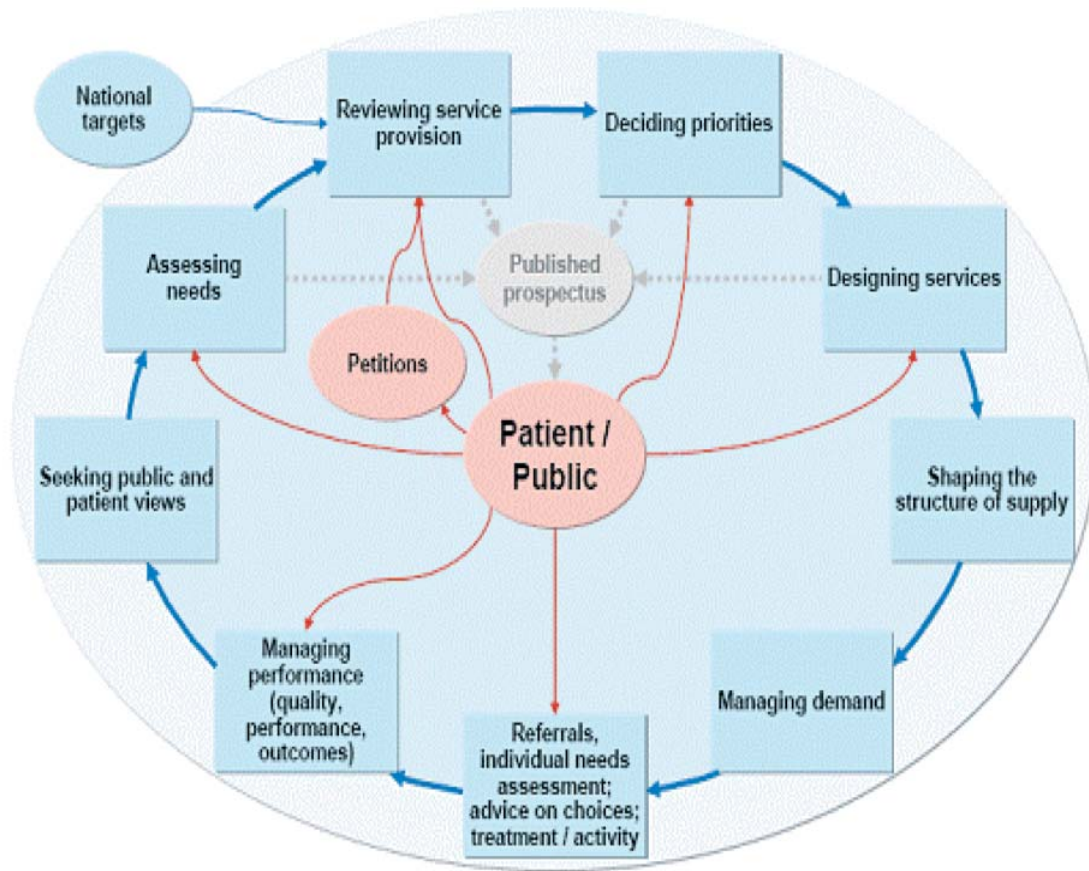 National
targets
Reviewing service
provision
Deciding priorities
Assessing
needs
Published
prospectus
Designing services
Petitions
Patient /
Public
Seeking public and
patient views
Shaping the
structure of supply
Managing
performance
(quality,
performance,
outcomes)
Managing demand
Referrals,
individual needs
assessment;
advice on choices;
treatment / activity